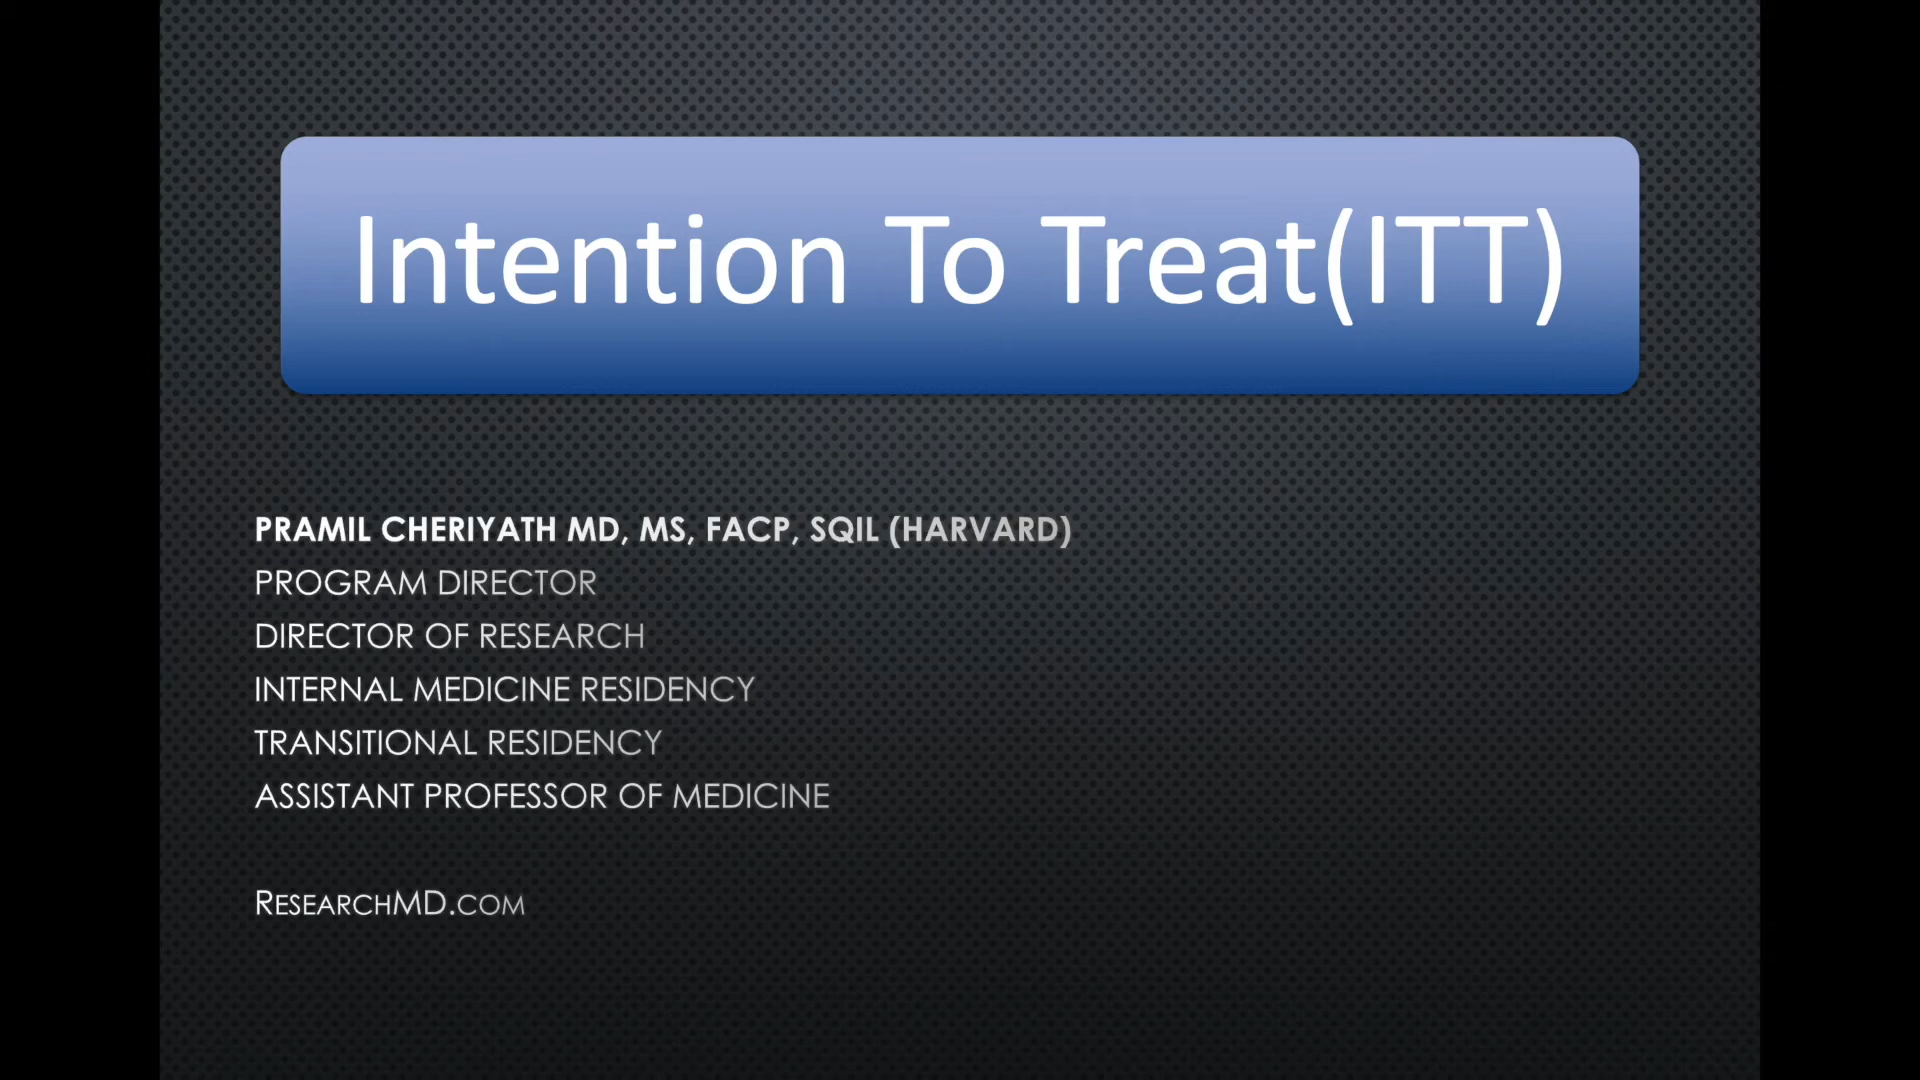 Intention To Treat(ITT)
PRAMIL CHERIYATH MD, MS, FACP, SQIL (HARVARD)
PROGRAM DIRECTOR
DIRECTOR OF RESEARCH
INTERNAL MEDICINE RESIDENCY
TRANSITIONAL RESIDENCY
ASSISTANT PROFESSOR OF MEDICINE
ResearchMD.com